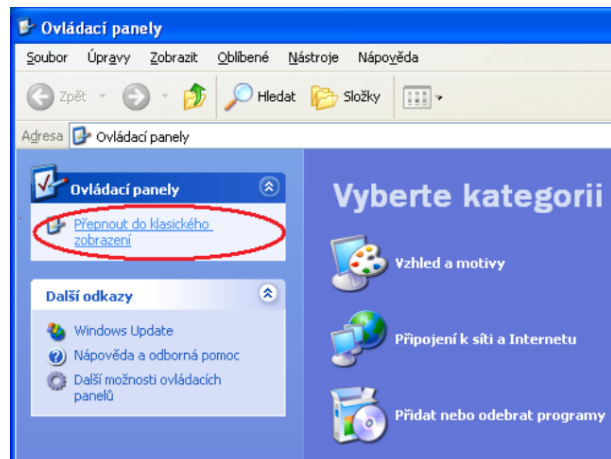 Ovládací panely
Soubor Úpravy Zobrazit Oblíbené Nástroje Nápověda
Zpět Hledat Složky
Adresa Ovládací panely
Ovládací panely
Přepnout do klasického
zobrazení
Další odkazy
Windows Update
Nápověda a odborná pomoc
Další možnosti ovládacích
panelů
Vyberte kategorii
Vzhled a motivy
Připojení k síti a Internetu
Přidat nebo odebrat programy